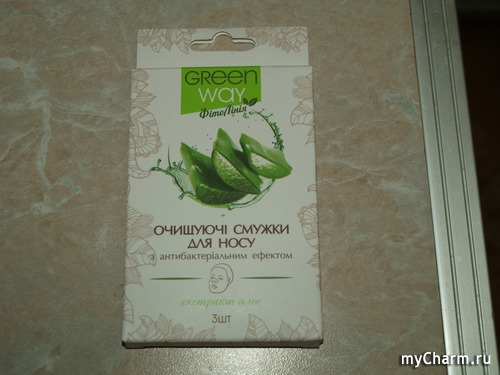 GREEN
WAY
ФітоЛінія
ОЧИЩУЮЧІ СМУЖКИ
ДЛЯ НОСУ
з антибактеріальним ефектом
екстракт алое
3шт
myCharm.ru